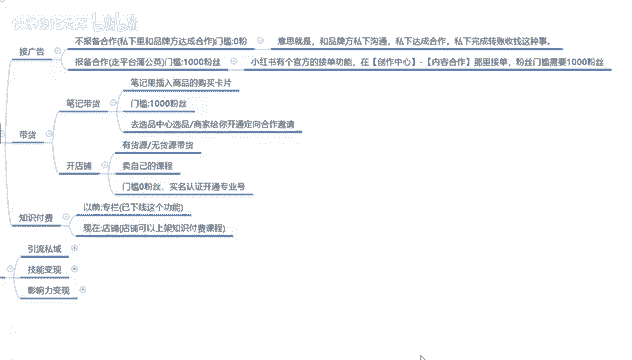 接广告
不报备合作(私下里和品牌方达成合作)门槛:0粉
意思就是，和品牌方私下沟通，私下达成合作，私下完成转账收钱这种事。
报备合作(走平台蒲公英)门槛:1000粉丝
小红书有个官方的接单功能，在【创作中心】-【内容合作】那里接单，粉丝门槛需要1000粉丝
带货
笔记带货
笔记里插入商品的购买卡片
门槛:1000粉丝
去选品中心选品/商家给你开通定向合作邀请
开店铺
有货源/无货源带货
卖自己的课程
门槛0粉丝、实名认证开通专业号
知识付费
以前:专栏(已下线这个功能)
现在:店铺(店铺可以上架知识付费课程)
引流私域
技能变现
影响力变现